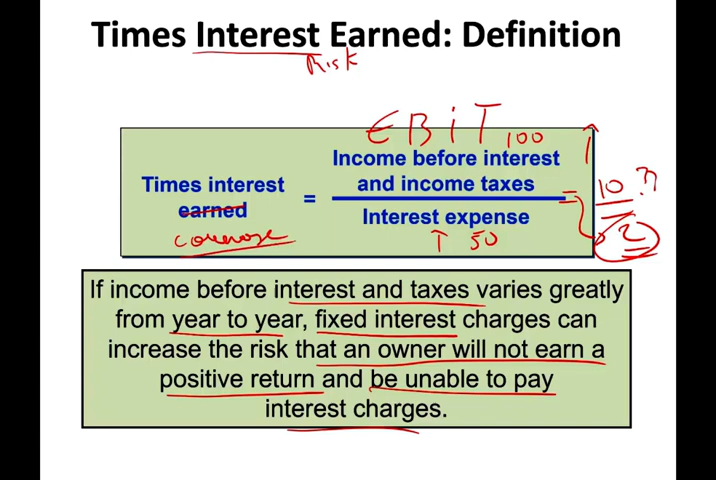 Times Interest Earned: Definition
Risk
EBIT 100
Income before interest
and income taxes
Times interest
earned
=
Interest expense
coverage
50
10
2
If income before interest and taxes varies greatly
from year to year, fixed interest charges can
increase the risk that an owner will not earn a
positive return and be unable to pay
interest charges.